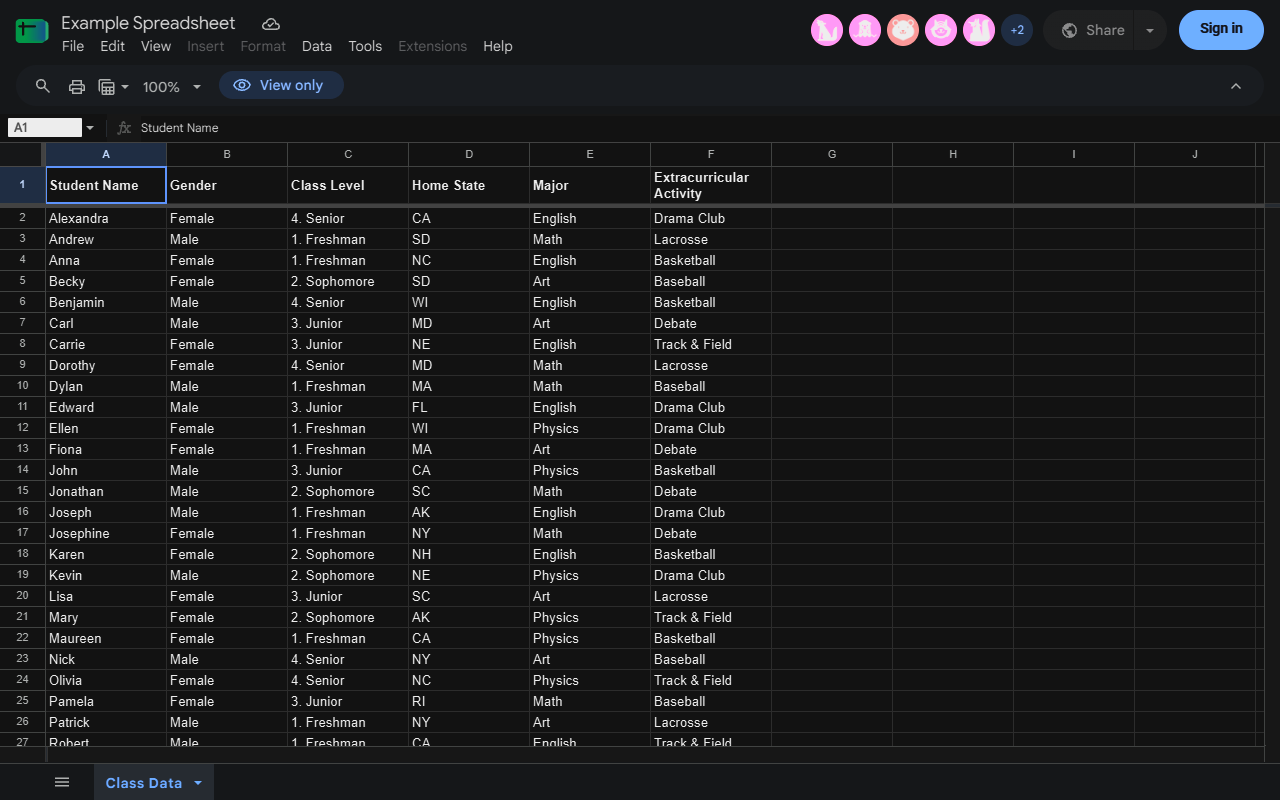 Example Spreadsheet
File Edit View Insert Format Data Tools Extensions Help
+2
Share
Sign in
100%
View only
A1
fx Student Name
A B C D E F G H I J
1 Student Name Gender Class Level Home State Major Extracurricular Activity
2 Alexandra Female 4. Senior CA English Drama Club
3 Andrew Male 1. Freshman SD Math Lacrosse
4 Anna Female 1. Freshman NC English Basketball
5 Becky Female 2. Sophomore SD Art Baseball
6 Benjamin Male 4. Senior WI English Basketball
7 Carl Male 3. Junior MD Art Debate
8 Carrie Female 3. Junior NE English Track & Field
9 Dorothy Female 4. Senior MD Math Lacrosse
10 Dylan Male 1. Freshman MA Math Baseball
11 Edward Male 3. Junior FL English Drama Club
12 Ellen Female 1. Freshman WI Physics Drama Club
13 Fiona Female 1. Freshman MA Art Debate
14 John Male 3. Junior CA Physics Basketball
15 Jonathan Male 2. Sophomore SC Math Debate
16 Joseph Male 1. Freshman AK English Drama Club
17 Josephine Female 1. Freshman NY Math Debate
18 Karen Female 2. Sophomore NH English Basketball
19 Kevin Male 2. Sophomore NE Physics Drama Club
20 Lisa Female 3. Junior SC Art Lacrosse
21 Mary Female 2. Sophomore AK Physics Track & Field
22 Maureen Female 1. Freshman CA Physics Basketball
23 Nick Male 4. Senior NY Art Baseball
24 Olivia Female 4. Senior NC Physics Track & Field
25 Pamela Female 3. Junior RI Math Baseball
26 Patrick Male 1. Freshman NY Art Lacrosse
27 Robert Male 1. Freshman CA English Track & Field
Class Data